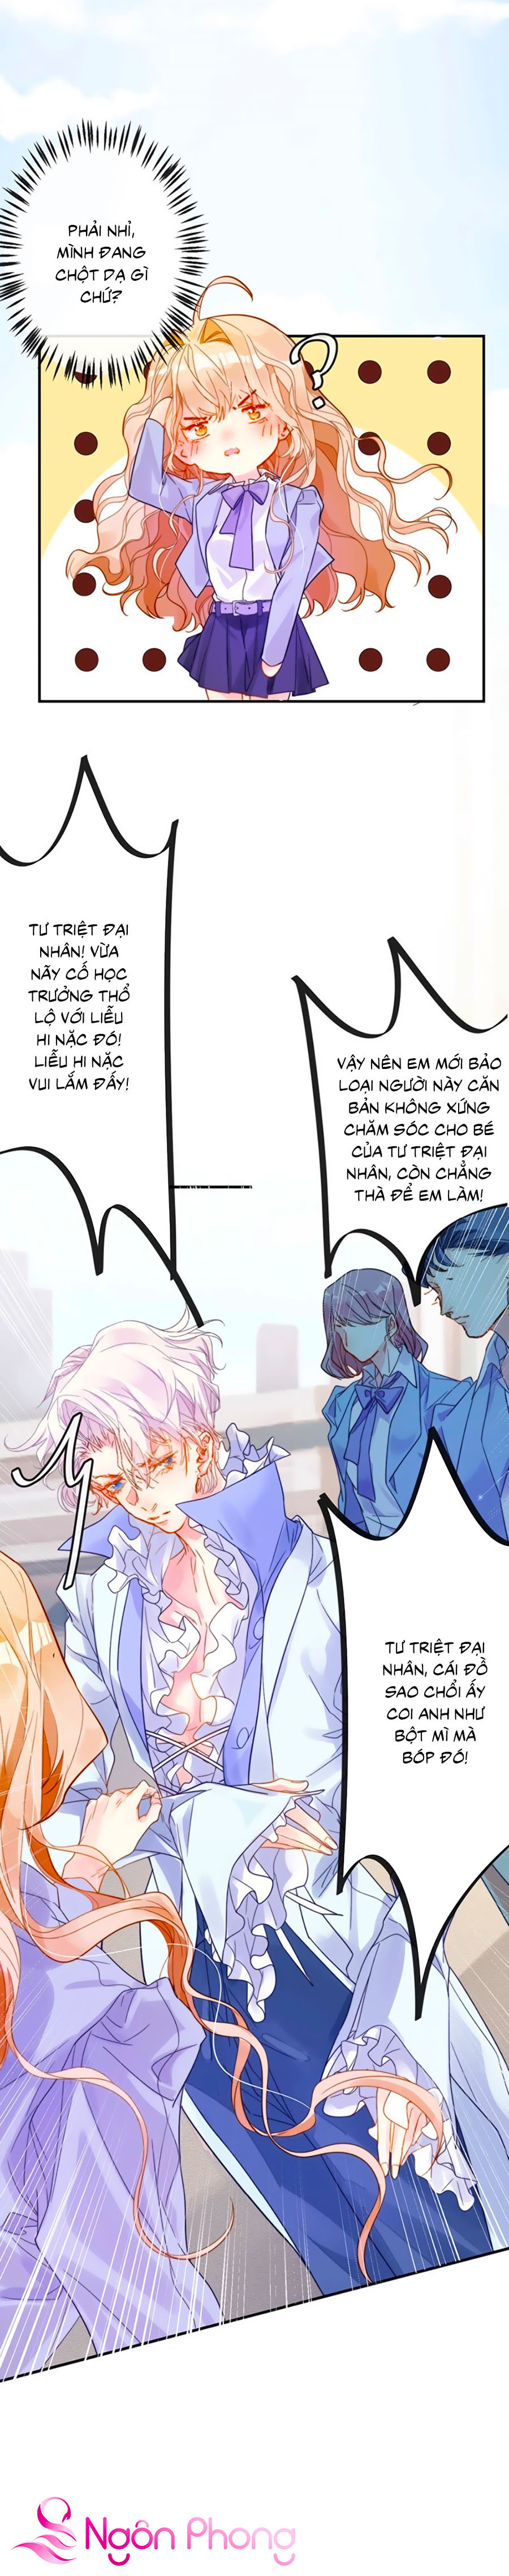 PHẢI NHỈ,
MÌNH ĐANG
CHỘT DẠ GÌ
CHỨ?
?
TƯ TRIỆT ĐẠI
NHÂN! VỪA
NÃY CỐ HỌC
TRƯỞNG THỔ
LỘ VỚI LIỄU
HI NẶC ĐÓ!
LIỄU HI NẶC
VUI LẮM ĐẤY!
VẬY NÊN EM MỚI BẢO
LOẠI NGƯỜI NÀY CĂN
BẢN KHÔNG XỨNG
CHĂM SÓC CHO BÉ
CỦA TƯ TRIỆT ĐẠI
NHÂN, CÒN CHẲNG
THÀ ĐỂ EM LÀM!
TƯ TRIỆT ĐẠI
NHÂN, CÁI ĐỒ
SAO CHỔI ẤY
COI ANH NHƯ
BỘT MÌ MÀ
BÓP ĐÓ!
Ngôn Phong